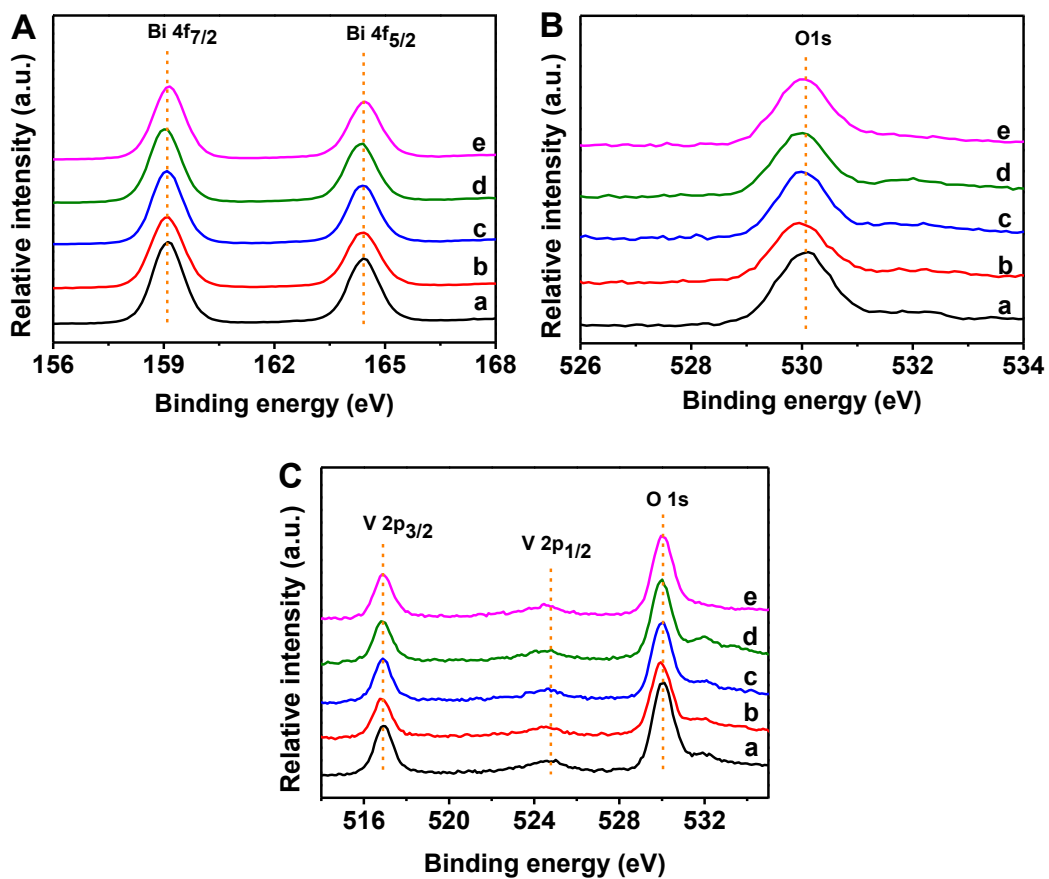 A
Bi 4f7/2
Bi 4f5/2
e
d
c
b
a
Relative intensity (a.u.)
156 159 162 165 168
Binding energy (eV)
B
O1s
e
d
c
b
a
Relative intensity (a.u.)
526 528 530 532 534
Binding energy (eV)
C
V 2p3/2
V 2p1/2
O 1s
e
d
c
b
a
Relative intensity (a.u.)
516 520 524 528 532
Binding energy (eV)